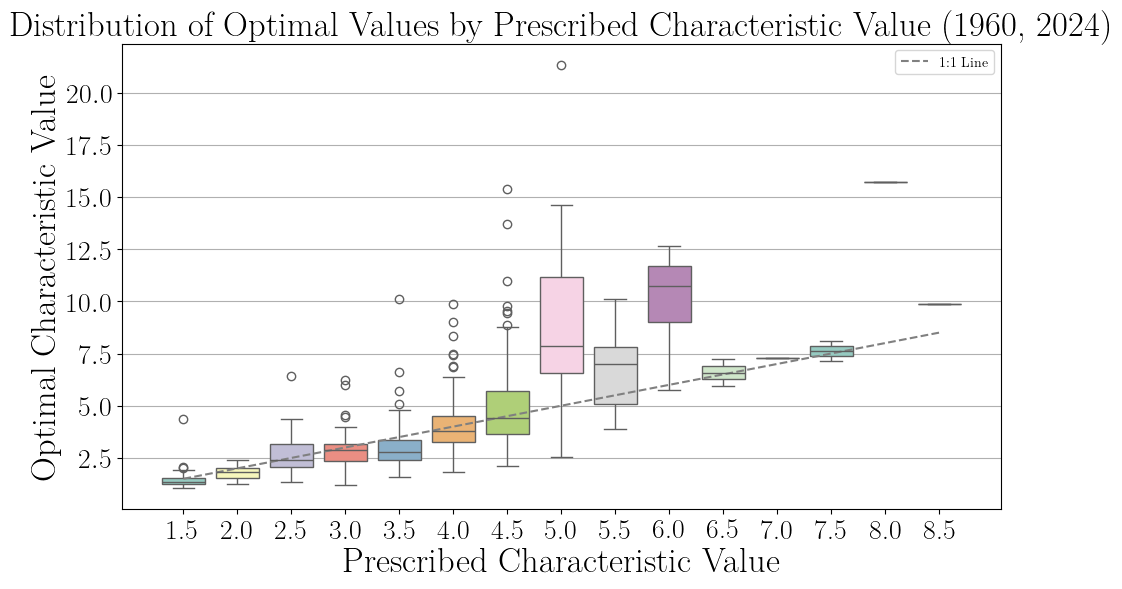 Distribution of Optimal Values by Prescribed Characteristic Value (1960, 2024)
1:1 Line
Optimal Characteristic Value
20.0
17.5
15.0
12.5
10.0
7.5
5.0
2.5
1.5 2.0 2.5 3.0 3.5 4.0 4.5 5.0 5.5 6.0 6.5 7.0 7.5 8.0 8.5
Prescribed Characteristic Value